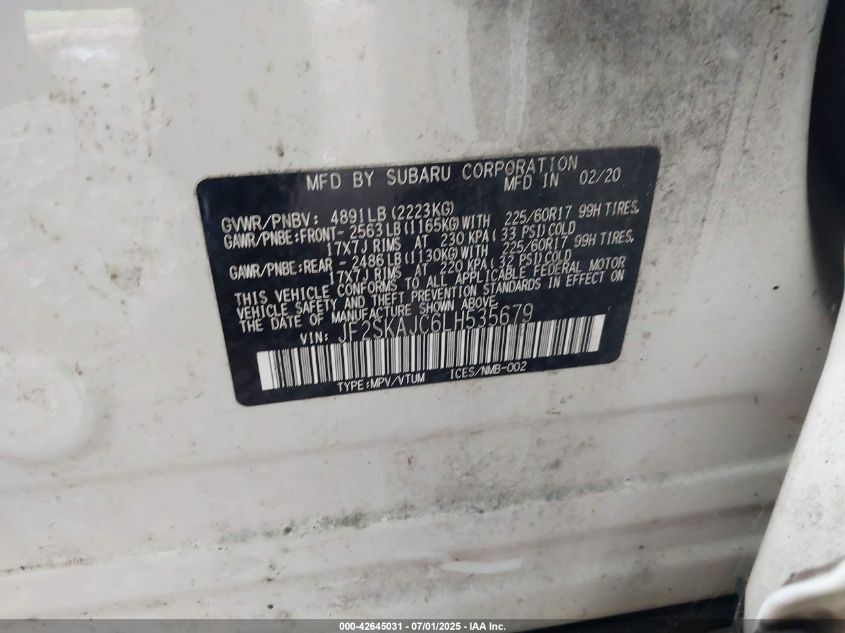 MFD BY SUBARU CORPORATION
MFD IN 02/20
GVWR/PNBV: 4891LB(2223KG)
GAWR/PNBE:FRONT-2563LB(1165KG)WITH 225/60R17 99H TIRES,
17X7J RIMS AT 230 KPA(33 PSI)COLD
GAWR/PNBE:REAR -2486LB(1130KG)WITH 225/60R17 99H TIRES,
17X7J RIMS AT 220 KPA(32 PSI)COLD
THIS VEHICLE CONFORMS TO ALL APPLICABLE FEDERAL MOTOR
VEHICLE SAFETY AND THEFT PREVENTION STANDARDS IN EFFECT ON
THE DATE OF MANUFACTURE SHOWN ABOVE.
VIN: JF2SKAJC6LH535679
TYPE:MPV/VTUM ICES/NMB-002
000-42645031 - 07/01/2025 - IAA Inc.